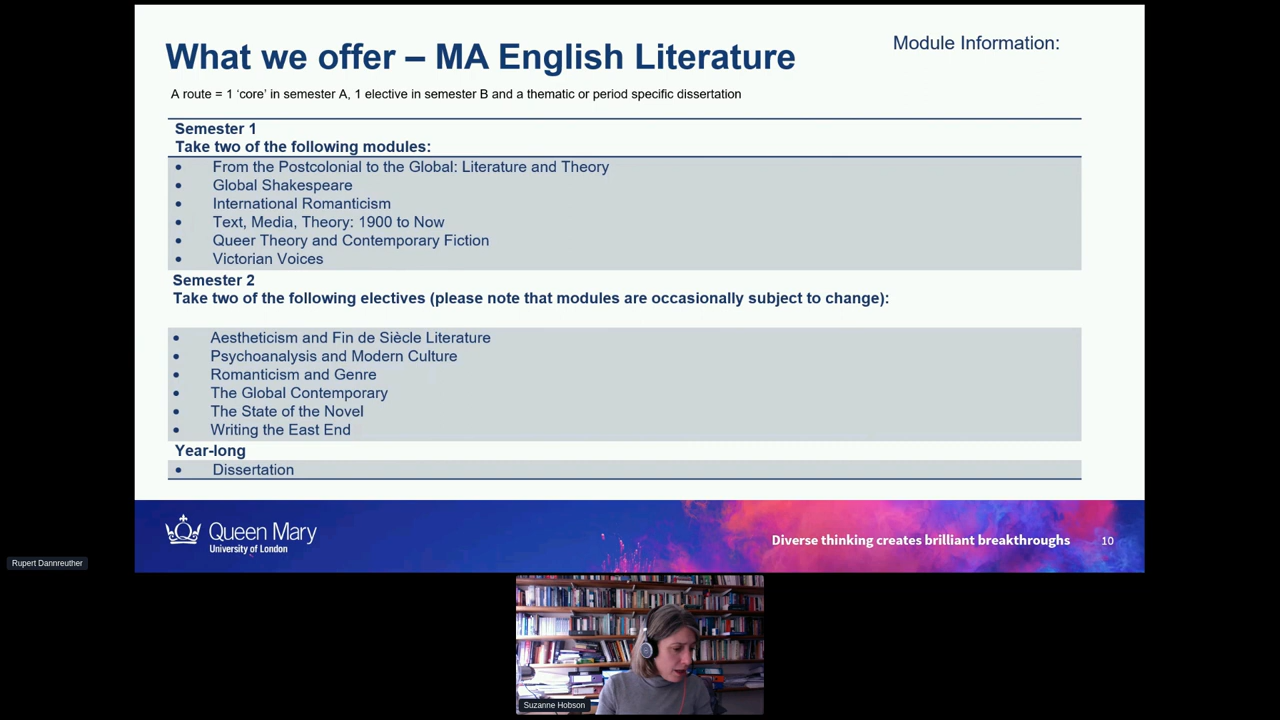 What we offer – MA English Literature
Module Information:
A route = 1 ‘core’ in semester A, 1 elective in semester B and a thematic or period specific dissertation
Semester 1
Take two of the following modules:
• From the Postcolonial to the Global: Literature and Theory
• Global Shakespeare
• International Romanticism
• Text, Media, Theory: 1900 to Now
• Queer Theory and Contemporary Fiction
• Victorian Voices
Semester 2
Take two of the following electives (please note that modules are occasionally subject to change):
• Aestheticism and Fin de Siècle Literature
• Psychoanalysis and Modern Culture
• Romanticism and Genre
• The Global Contemporary
• The State of the Novel
• Writing the East End
Year-long
• Dissertation
Queen Mary
University of London
Diverse thinking creates brilliant breakthroughs
10
Rupert Dannreuther
Suzanne Hobson